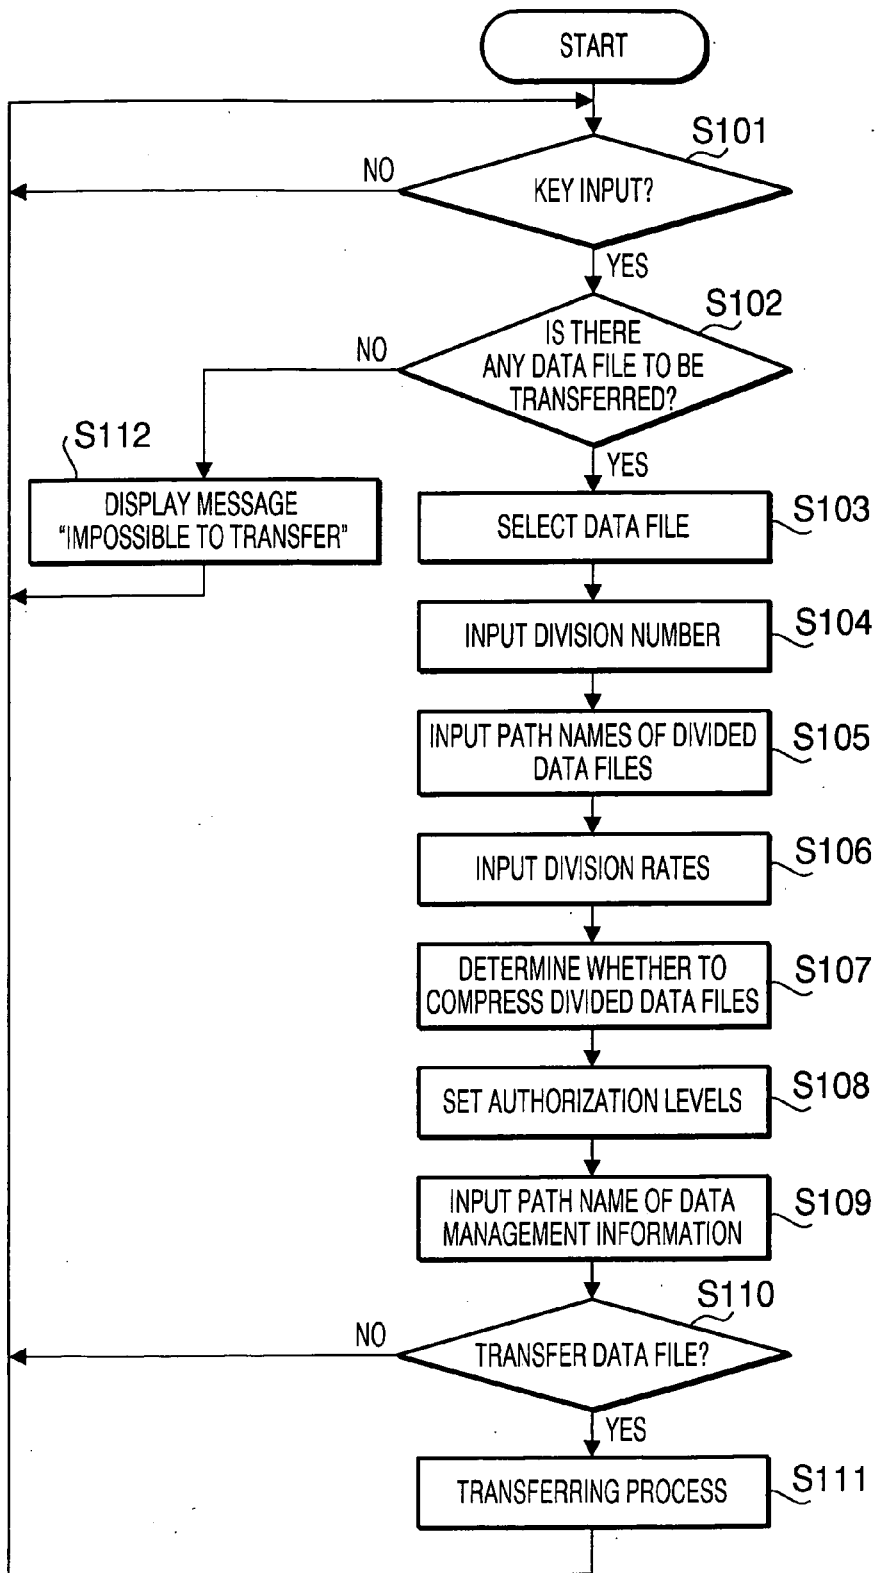 START
S101
NO
KEY INPUT?
YES
S102
NO
IS THERE
ANY DATA FILE TO BE
TRANSFERRED?
S112
YES
DISPLAY MESSAGE
“IMPOSSIBLE TO TRANSFER”
SELECT DATA FILE
S103
INPUT DIVISION NUMBER
S104
INPUT PATH NAMES OF DIVIDED
DATA FILES
S105
INPUT DIVISION RATES
S106
DETERMINE WHETHER TO
COMPRESS DIVIDED DATA FILES
S107
SET AUTHORIZATION LEVELS
S108
INPUT PATH NAME OF DATA
MANAGEMENT INFORMATION
S109
S110
NO
TRANSFER DATA FILE?
YES
TRANSFERRING PROCESS
S111